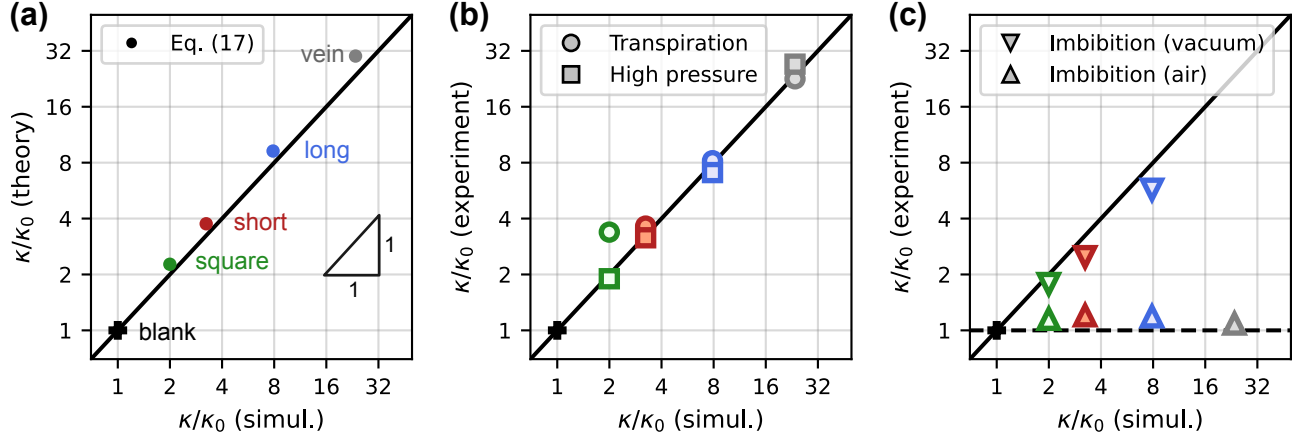 (a)
Eq. (17)
vein
long
short
square
blank
1
1
32
16
8
4
2
1
κ/κ₀ (theory)
1 2 4 8 16 32
κ/κ₀ (simul.)
(b)
Transpiration
High pressure
32
16
8
4
2
1
κ/κ₀ (experiment)
1 2 4 8 16 32
κ/κ₀ (simul.)
(c)
Imbibition (vacuum)
Imbibition (air)
32
16
8
4
2
1
κ/κ₀ (experiment)
1 2 4 8 16 32
κ/κ₀ (simul.)